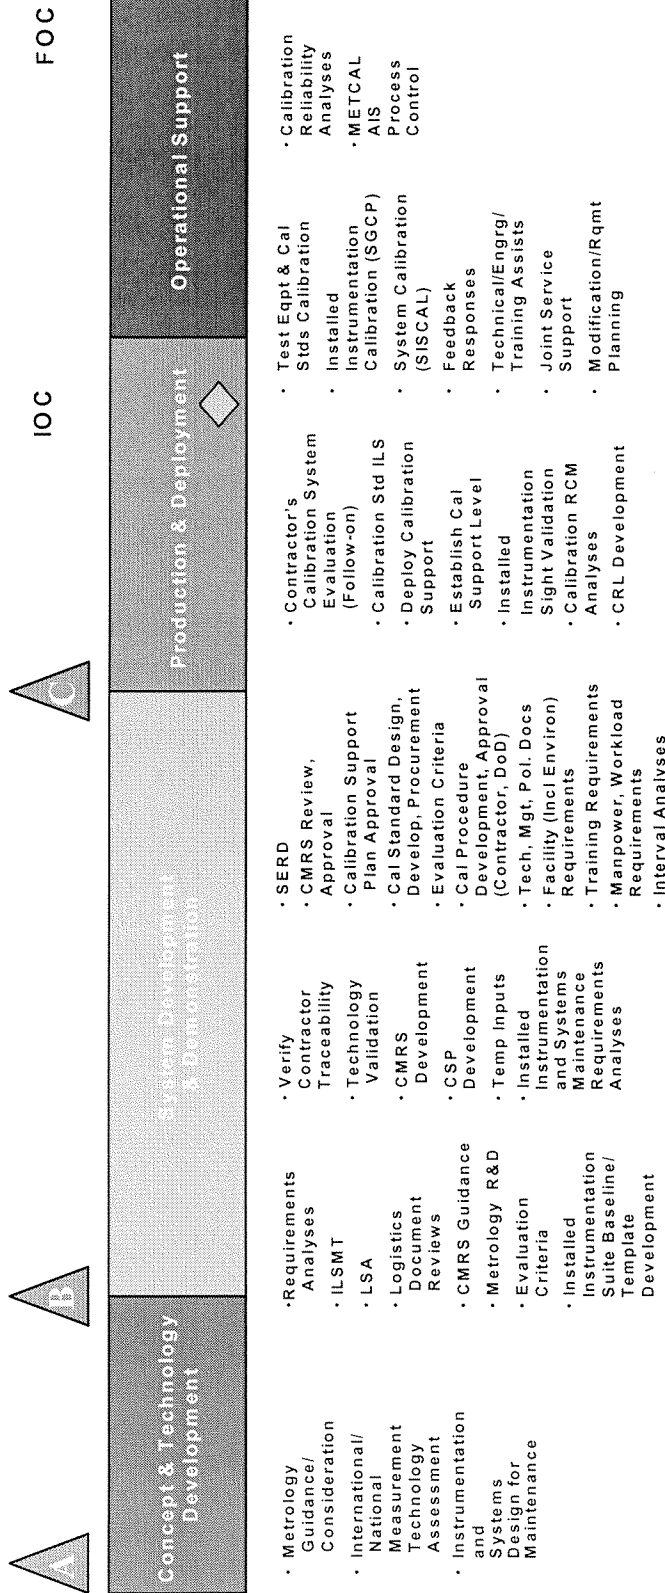 A
B
C
IOC
FOC
Concept & Technology
Development
System Development
& Demonstration
Production & Deployment
Operational Support
· Metrology
Guidance/
Consideration
· International/
National
Measurement
Technology
Assessment
· Instrumentation
and
Systems
Design for
Maintenance
·Requirements
Analyses
· ILSMT
· LSA
· Logistics
Document
Reviews
· CMRS Guidance
· Metrology R&D
· Evaluation
Criteria
· Installed
Instrumentation
Suite Baseline/
Template
Development
· Verify
Contractor
Traceability
· Technology
Validation
· CMRS
Development
· CSP
Development
· Temp Inputs
· Installed
Instrumentation
and Systems
Maintenance
Requirements
Analyses
· SERD
· CMRS Review,
Approval
· Calibration Support
Plan Approval
· Cal Standard Design,
Develop, Procurement
· Evaluation Criteria
· Cal Procedure
Development, Approval
(Contractor, DoD)
· Tech, Mgt, Pol. Docs
· Facility (Incl Environ)
Requirements
· Training Requirements
· Manpower, Workload
Requirements
· Interval Analyses
· Contractor's
Calibration System
Evaluation
(Follow-on)
· Calibration Std ILS
· Deploy Calibration
Support
· Establish Cal
Support Level
· Installed
Instrumentation
Sight Validation
· Calibration RCM
Analyses
· CRL Development
· Test Eqpt & Cal
Stds Calibration
· Installed
Instrumentation
Calibration (SGCP)
· System Calibration
(SISCAL)
· Feedback
Responses
· Technical/Engrg/
Training Assists
· Joint Service
Support
· Modification/Rqmt
Planning
· Calibration
Reliability
Analyses
· METCAL
AIS
Process
Control